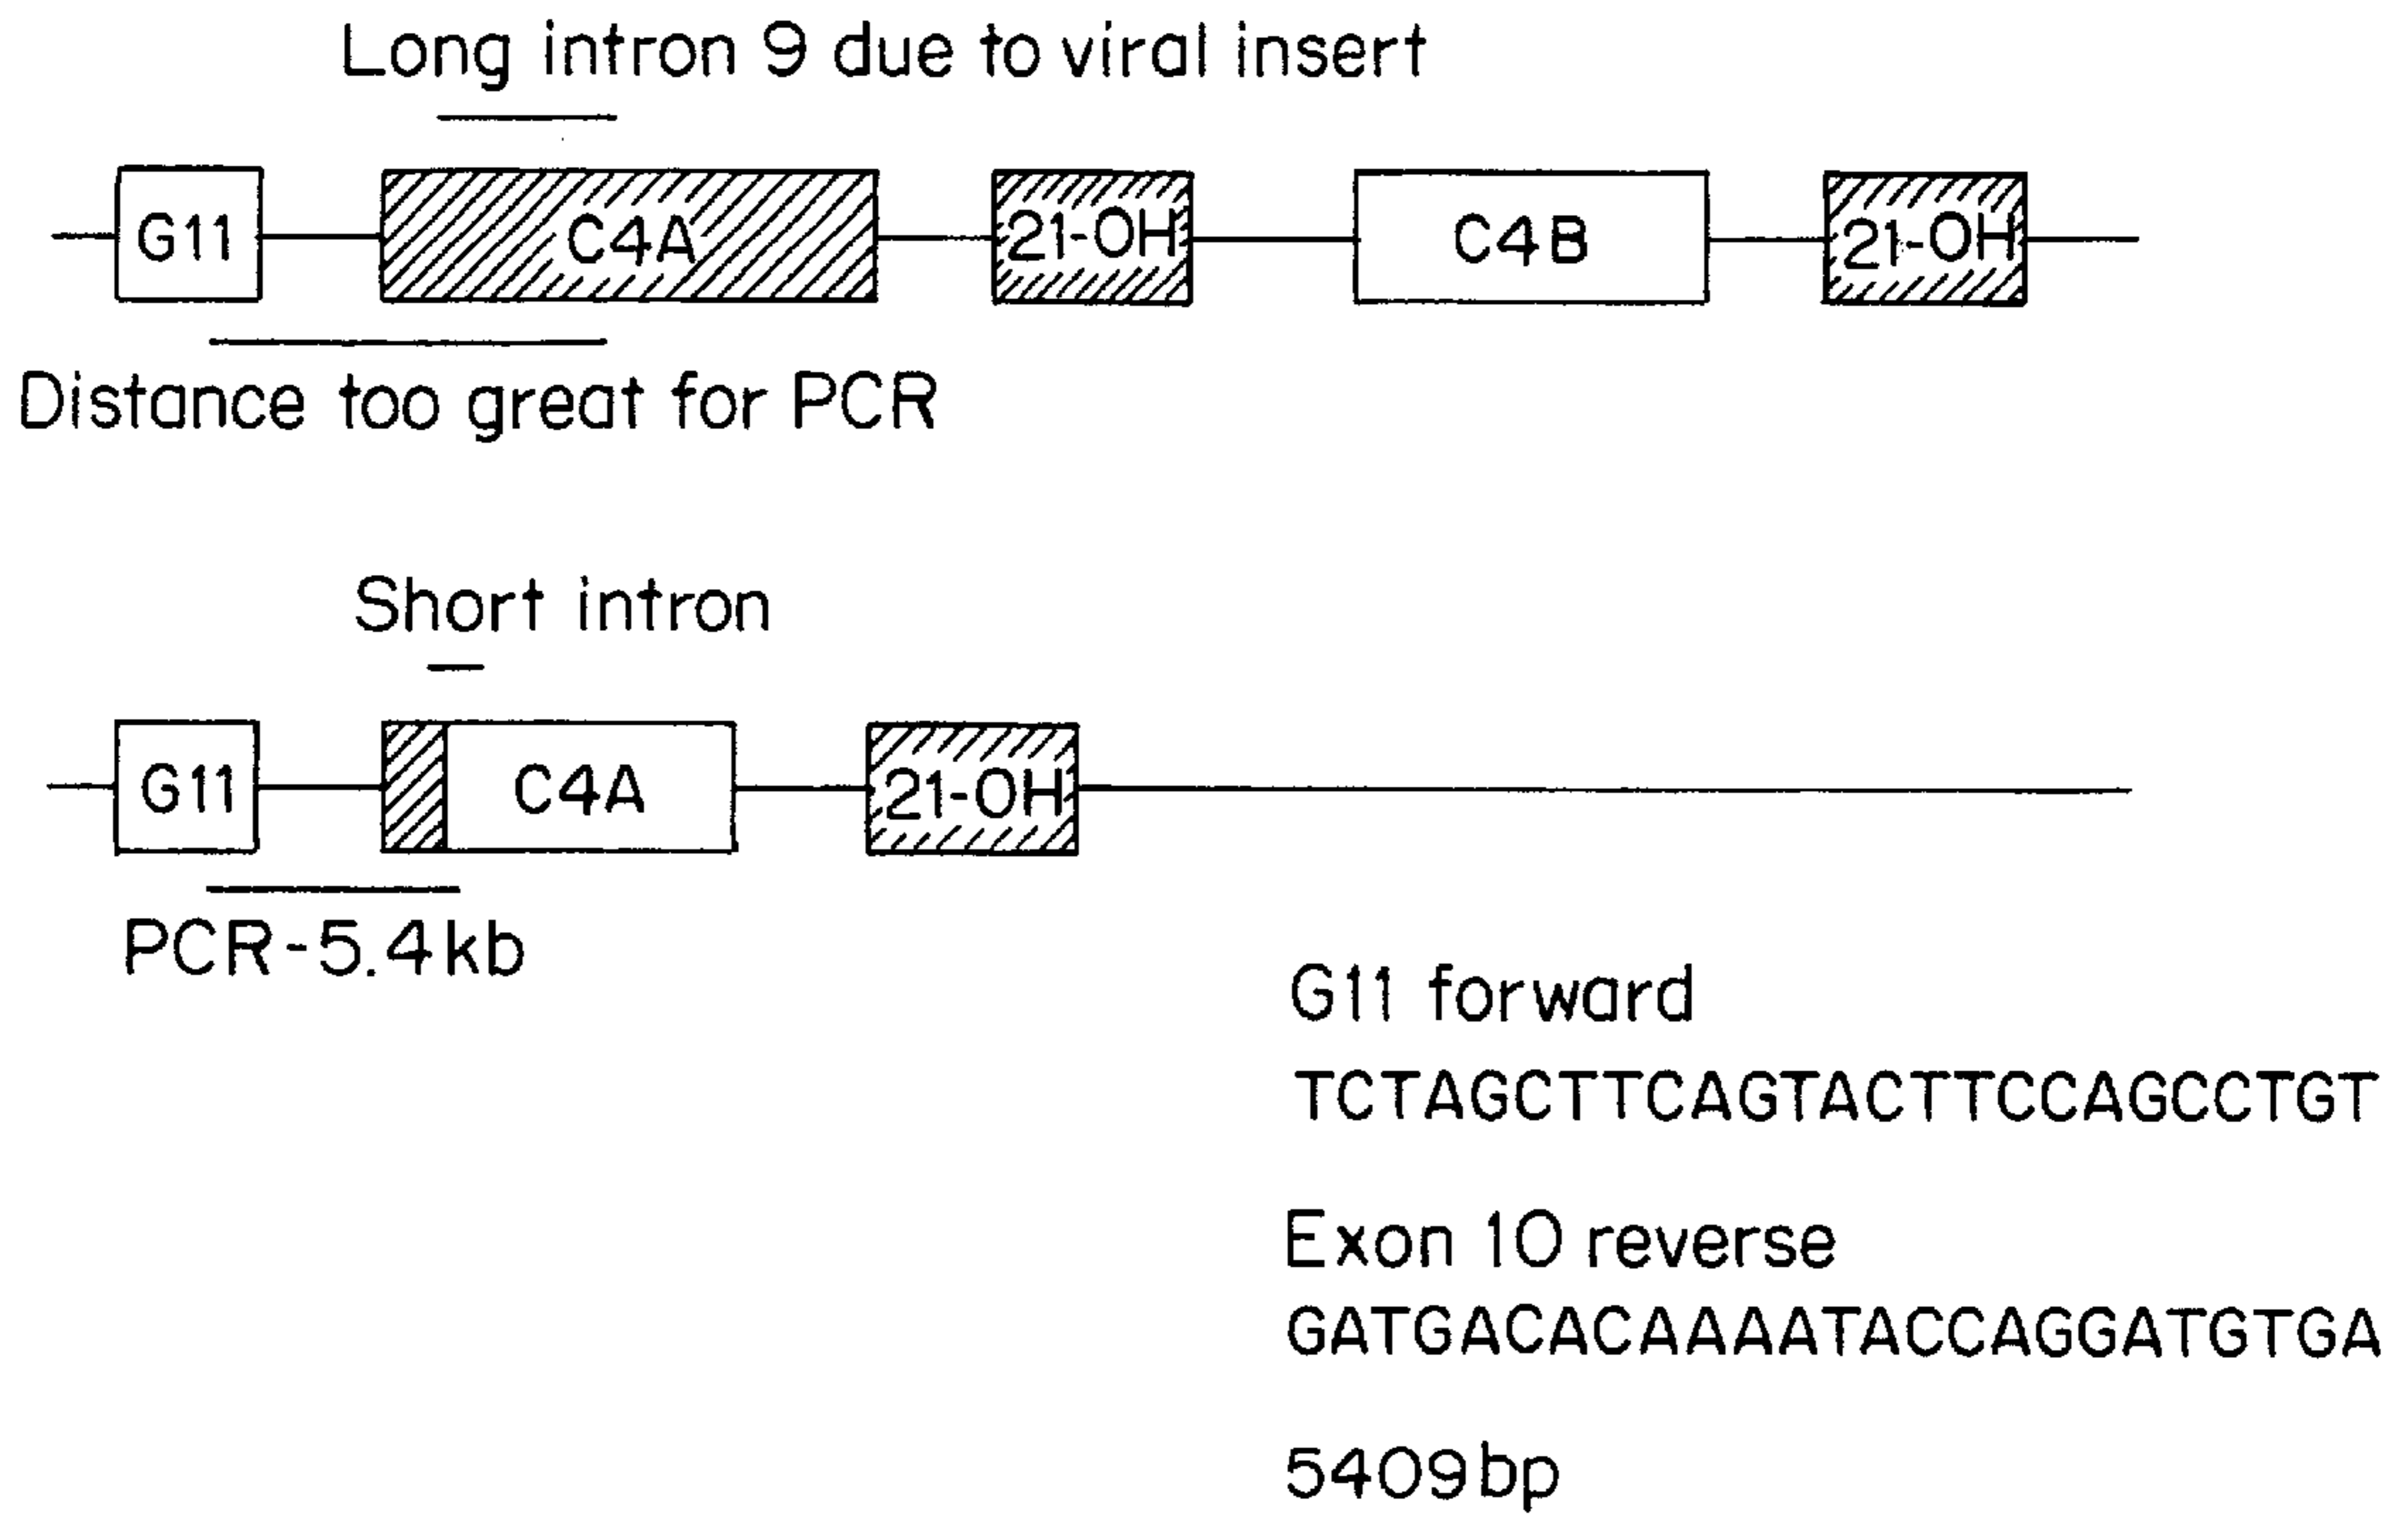 Long intron 9 due to viral insert
G11 C4A 21-OH C4B 21-OH
Distance too great for PCR
Short intron
G11 C4A 21-OH
PCR-5.4kb
G11 forward
TCTAGCTTCAGTACTTCCAGCCTGT
Exon 10 reverse
GATGACACAAAATACCAGGATGTGA
5409bp